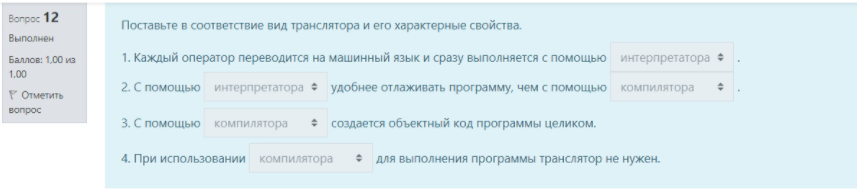 Вопрос 12
Выполнен
Баллов: 1,00 из
1,00
Отметить
вопрос
Поставьте в соответствие вид транслятора и его характерные свойства.
1. Каждый оператор переводится на машинный язык и сразу выполняется с помощью интерпретатора .
2. С помощью интерпретатора удобнее отлаживать программу, чем с помощью компилятора .
3. С помощью компилятора создается объектный код программы целиком.
4. При использовании компилятора для выполнения программы транслятор не нужен.